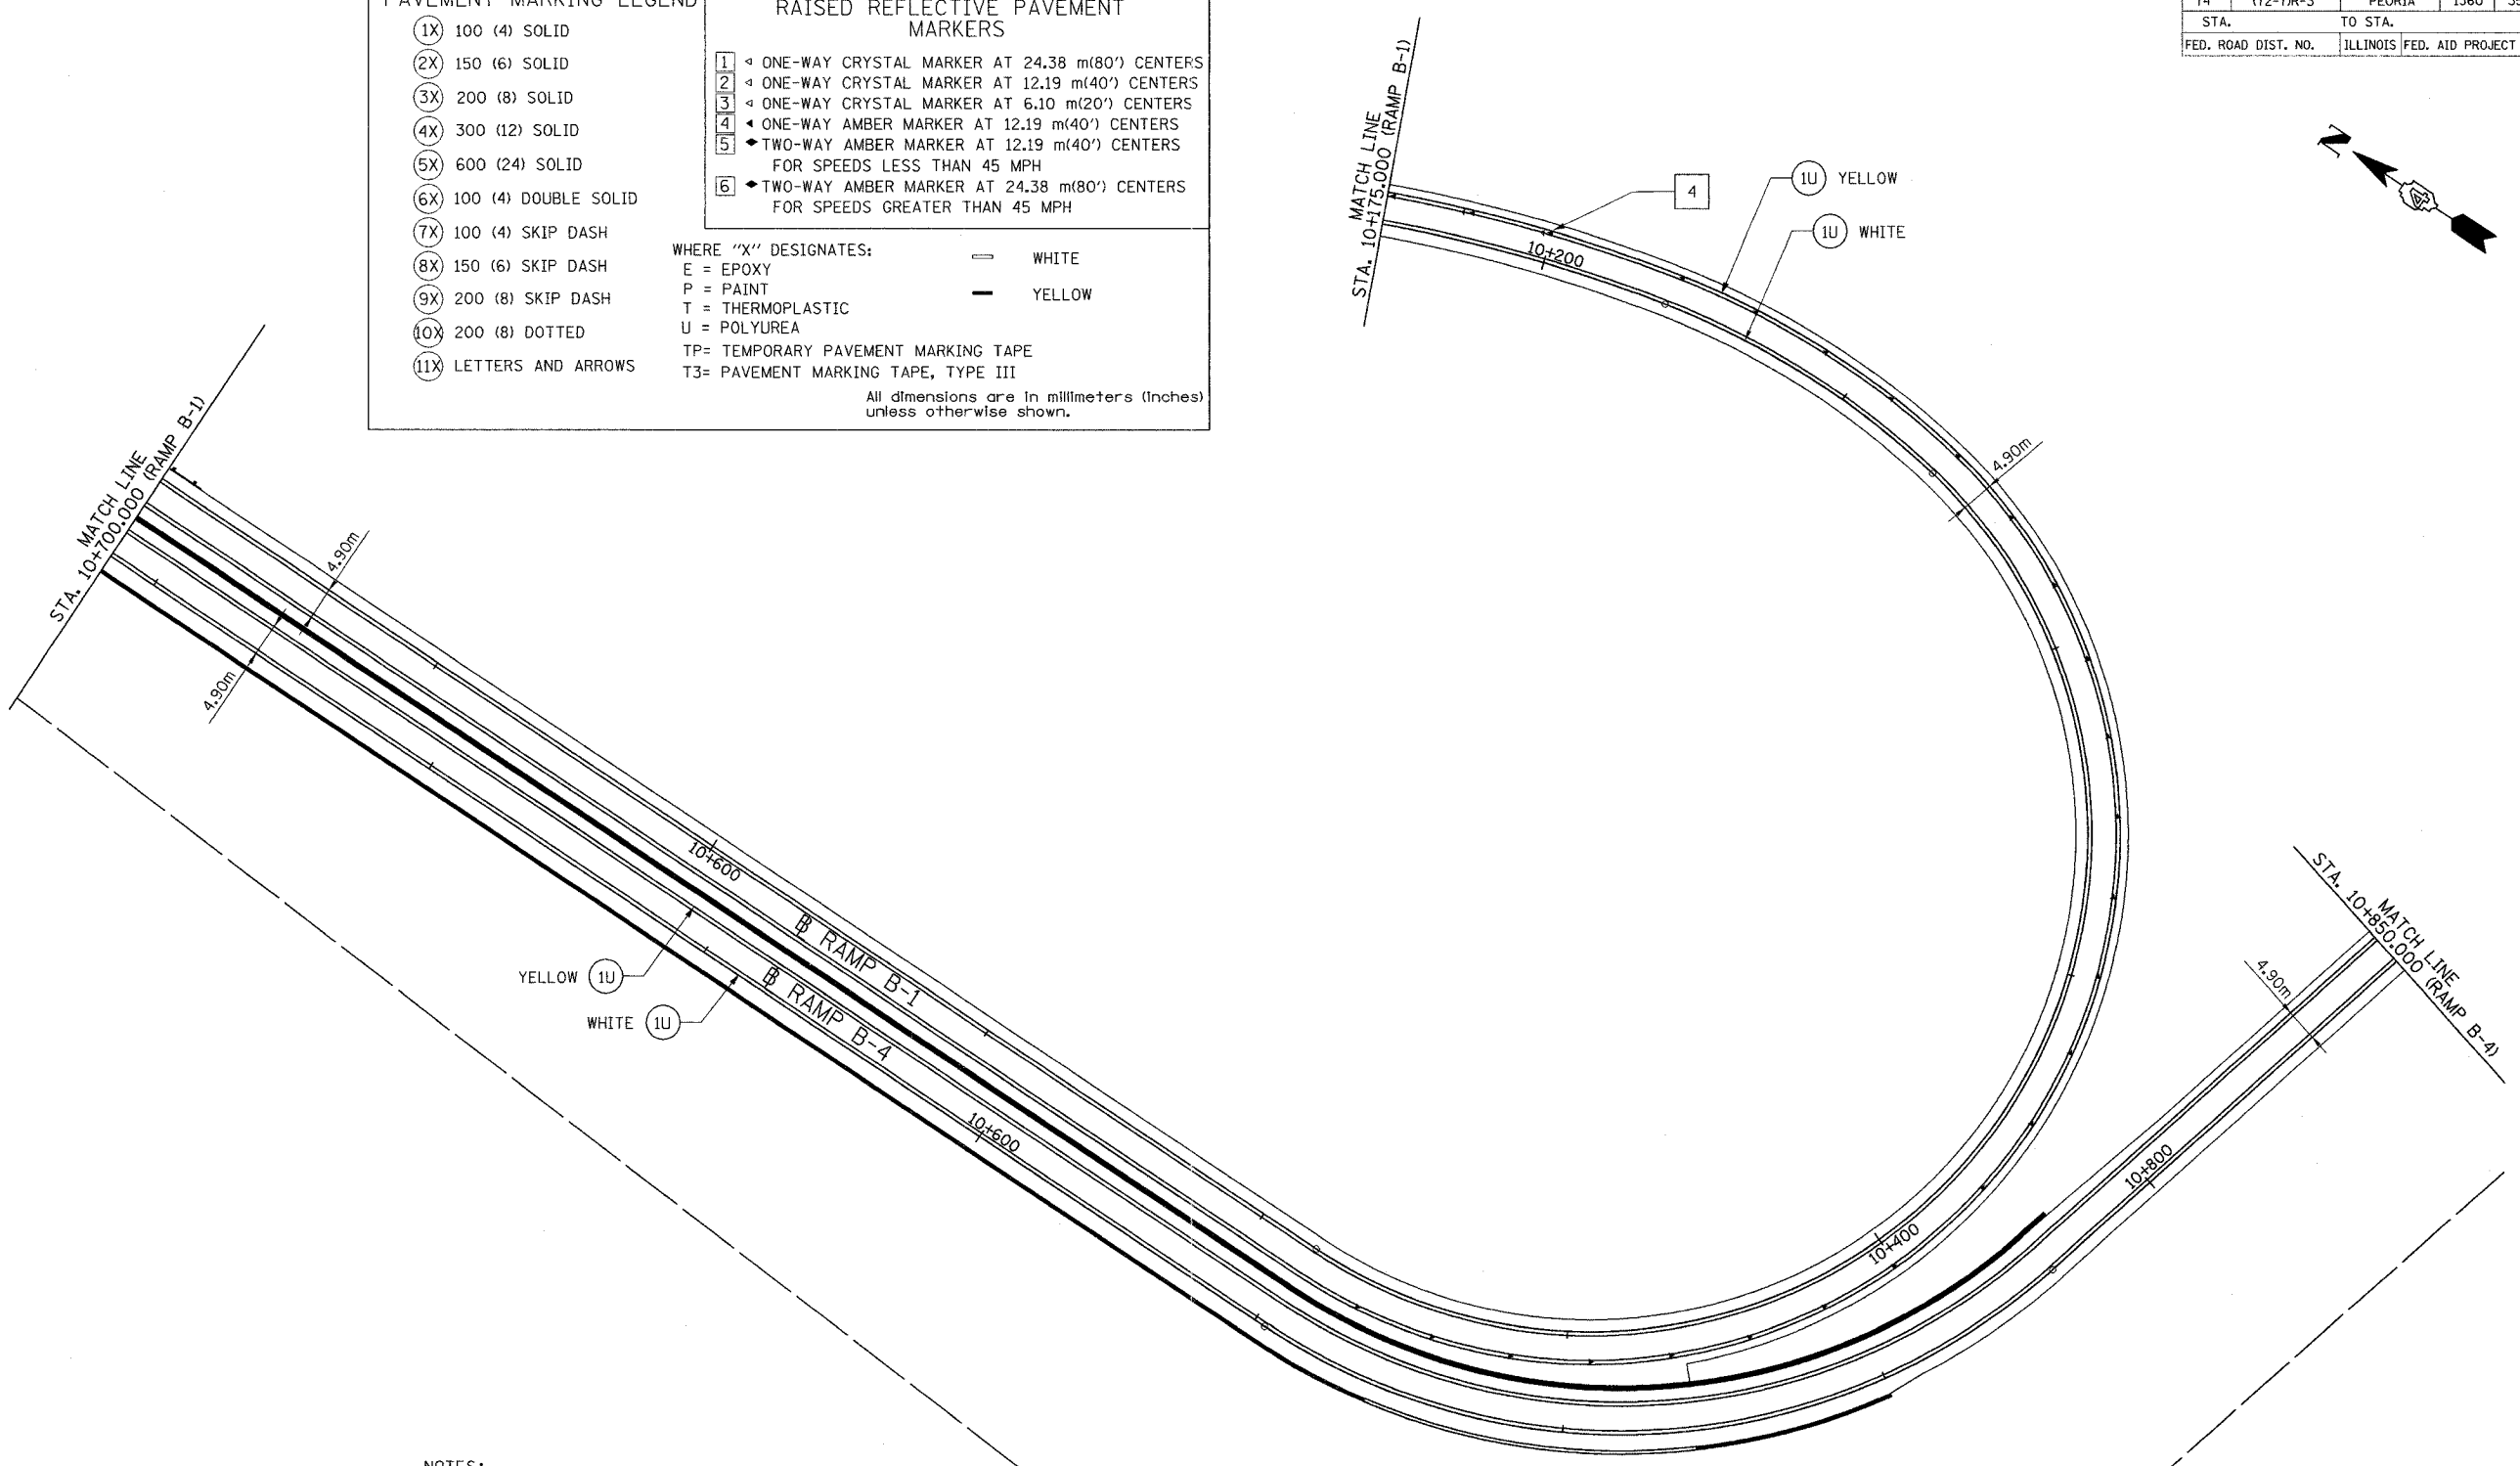 PAVEMENT MARKING LEGEND
1X 100 (4) SOLID
2X 150 (6) SOLID
3X 200 (8) SOLID
4X 300 (12) SOLID
5X 600 (24) SOLID
6X 100 (4) DOUBLE SOLID
7X 100 (4) SKIP DASH
8X 150 (6) SKIP DASH
9X 200 (8) SKIP DASH
10X 200 (8) DOTTED
11X LETTERS AND ARROWS
RAISED REFLECTIVE PAVEMENT
MARKERS
1 ONE-WAY CRYSTAL MARKER AT 24.38 m(80') CENTERS
2 ONE-WAY CRYSTAL MARKER AT 12.19 m(40') CENTERS
3 ONE-WAY CRYSTAL MARKER AT 6.10 m(20') CENTERS
4 ONE-WAY AMBER MARKER AT 12.19 m(40') CENTERS
5 TWO-WAY AMBER MARKER AT 12.19 m(40') CENTERS
FOR SPEEDS LESS THAN 45 MPH
6 TWO-WAY AMBER MARKER AT 24.38 m(80') CENTERS
FOR SPEEDS GREATER THAN 45 MPH
WHERE "X" DESIGNATES:
E = EPOXY
P = PAINT
T = THERMOPLASTIC
U = POLYUREA
TP= TEMPORARY PAVEMENT MARKING TAPE
T3= PAVEMENT MARKING TAPE, TYPE III
WHITE
YELLOW
All dimensions are in millimeters (inches)
unless otherwise shown.
PEORIA 1360
STA. TO STA.
FED. ROAD DIST. NO. ILLINOIS FED. AID PROJECT
MATCH LINE
STA. 10+175.000 (RAMP B-1)
4
1U YELLOW
1U WHITE
10+200
4.90m
N
4
MATCH LINE
STA. 10+700.000 (RAMP B-1)
4.90m
4.90m
10+600
₿ RAMP B-1
YELLOW 1U
WHITE 1U
₿ RAMP B-4
10+600
10+400
10+800
4.90m
MATCH LINE
STA. 10+850.000 (RAMP B-4)
NOTES: